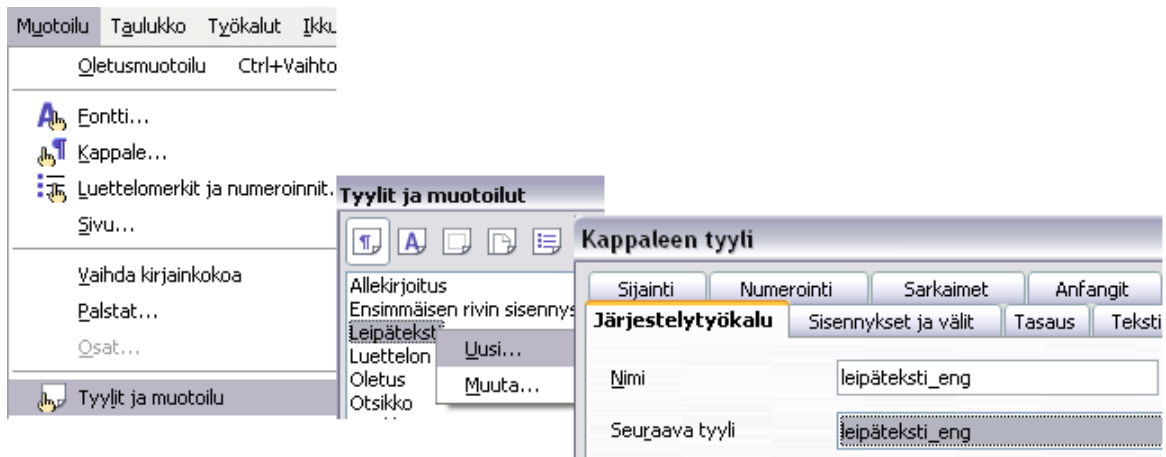 Muotoilu Taulukko Työkalut Ikku
Oletusmuotoilu Ctrl+Vaihto
Fontti...
Kappale...
Luettelomerkit ja numeroinnit.
Sivu...
Vaihda kirjainkokoa
Palstat...
Osat...
Tyylit ja muotoilu
Tyylit ja muotoilut
Allekirjoitus
Ensimmäisen rivin sisennys
Leipäteksti
Luettelon
Oletus
Otsikko
Uusi...
Muuta...
Kappaleen tyyli
Sijainti Numerointi Sarkaimet Anfangit
Järjestelytyökalu Sisennykset ja välit Tasaus Teksti
Nimi leipäteksti_eng
Seuraava tyyli leipäteksti_eng